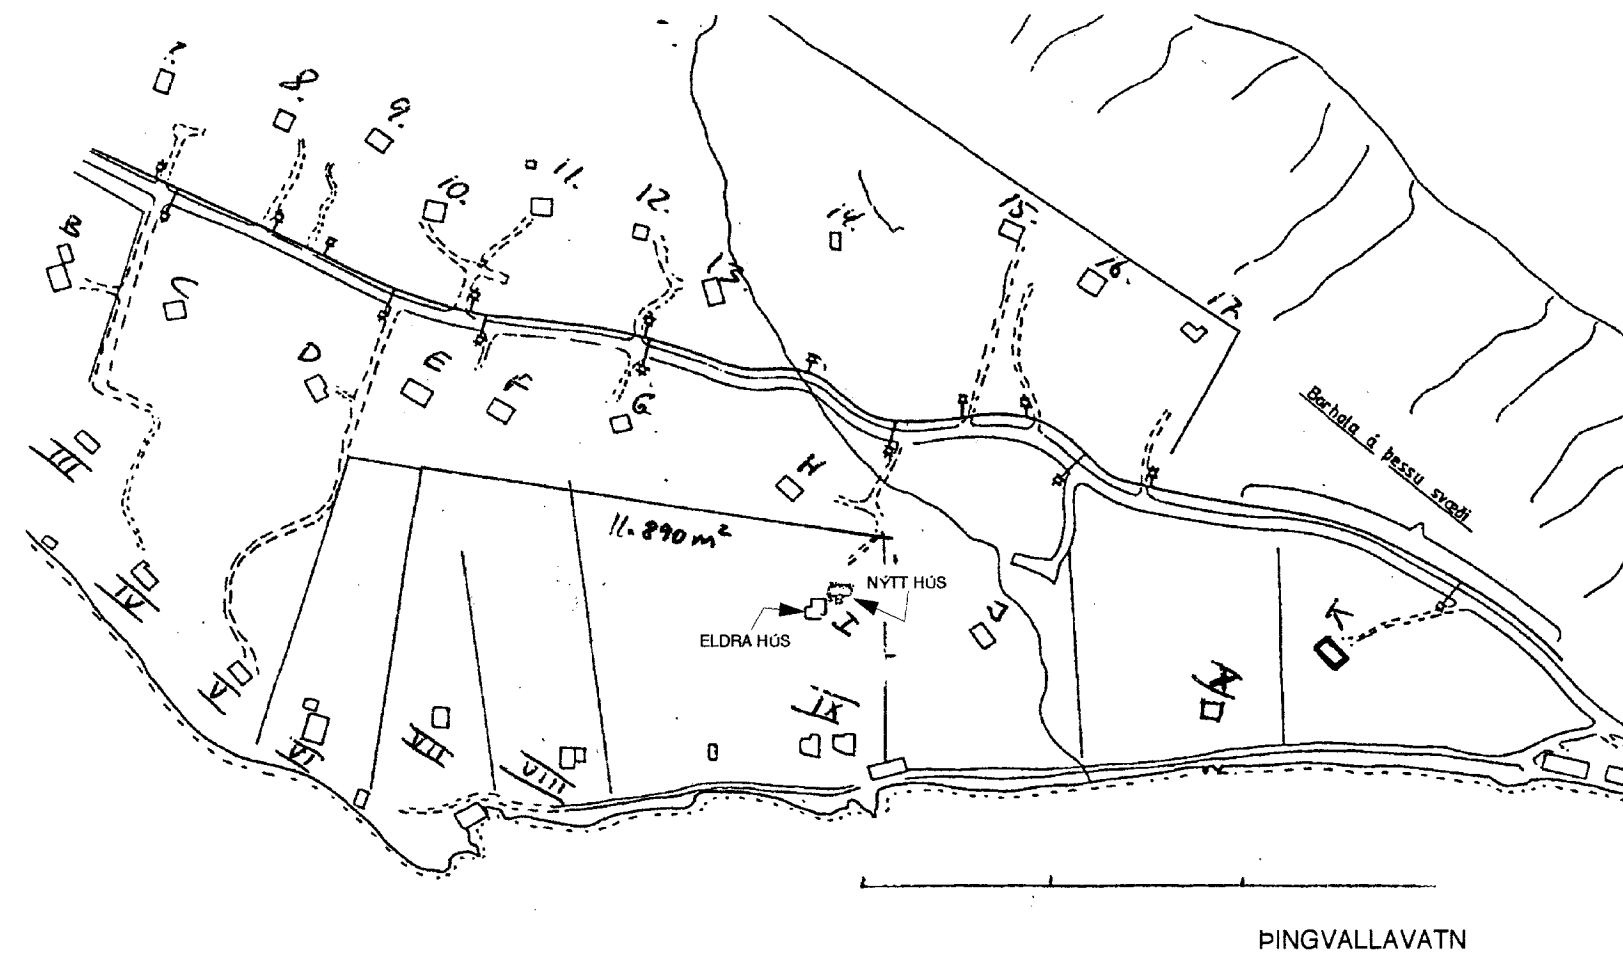 7.
8.
9.
10.
11.
12.
13.
14.
15.
16.
17.
B
C
D
E
F
G
H
Borhola á þessu svæði
11.890 m²
NÝTT HÚS
ELDRA HÚS
I
J
K
III
IV
V
VI
VII
VIII
IX
X
ÞINGVALLAVATN